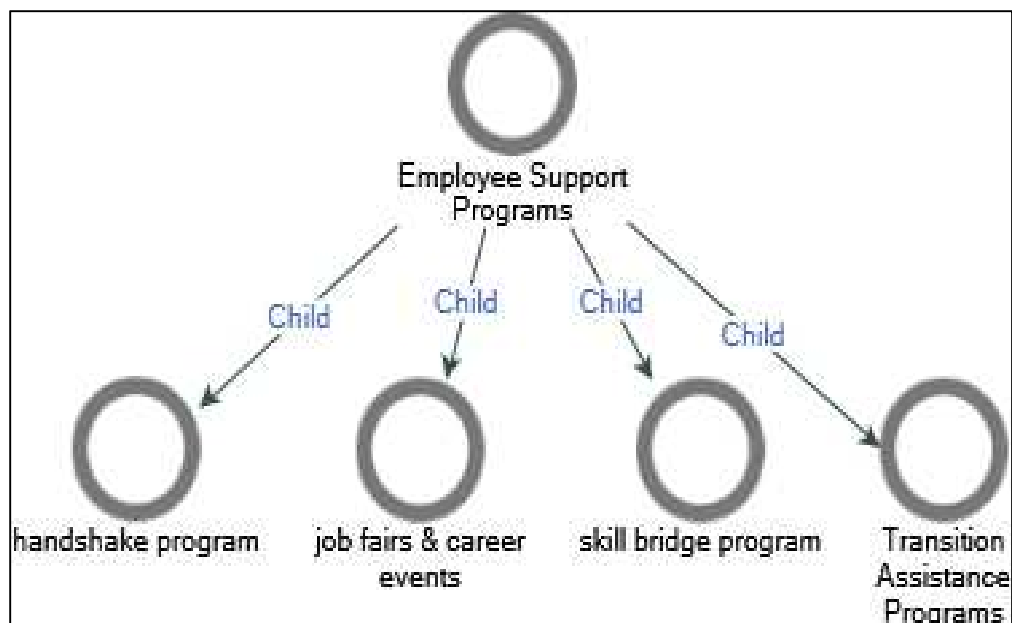 Employee Support
Programs
Child
Child
Child
Child
handshake program
job fairs & career
events
skill bridge program
Transition
Assistance
Programs